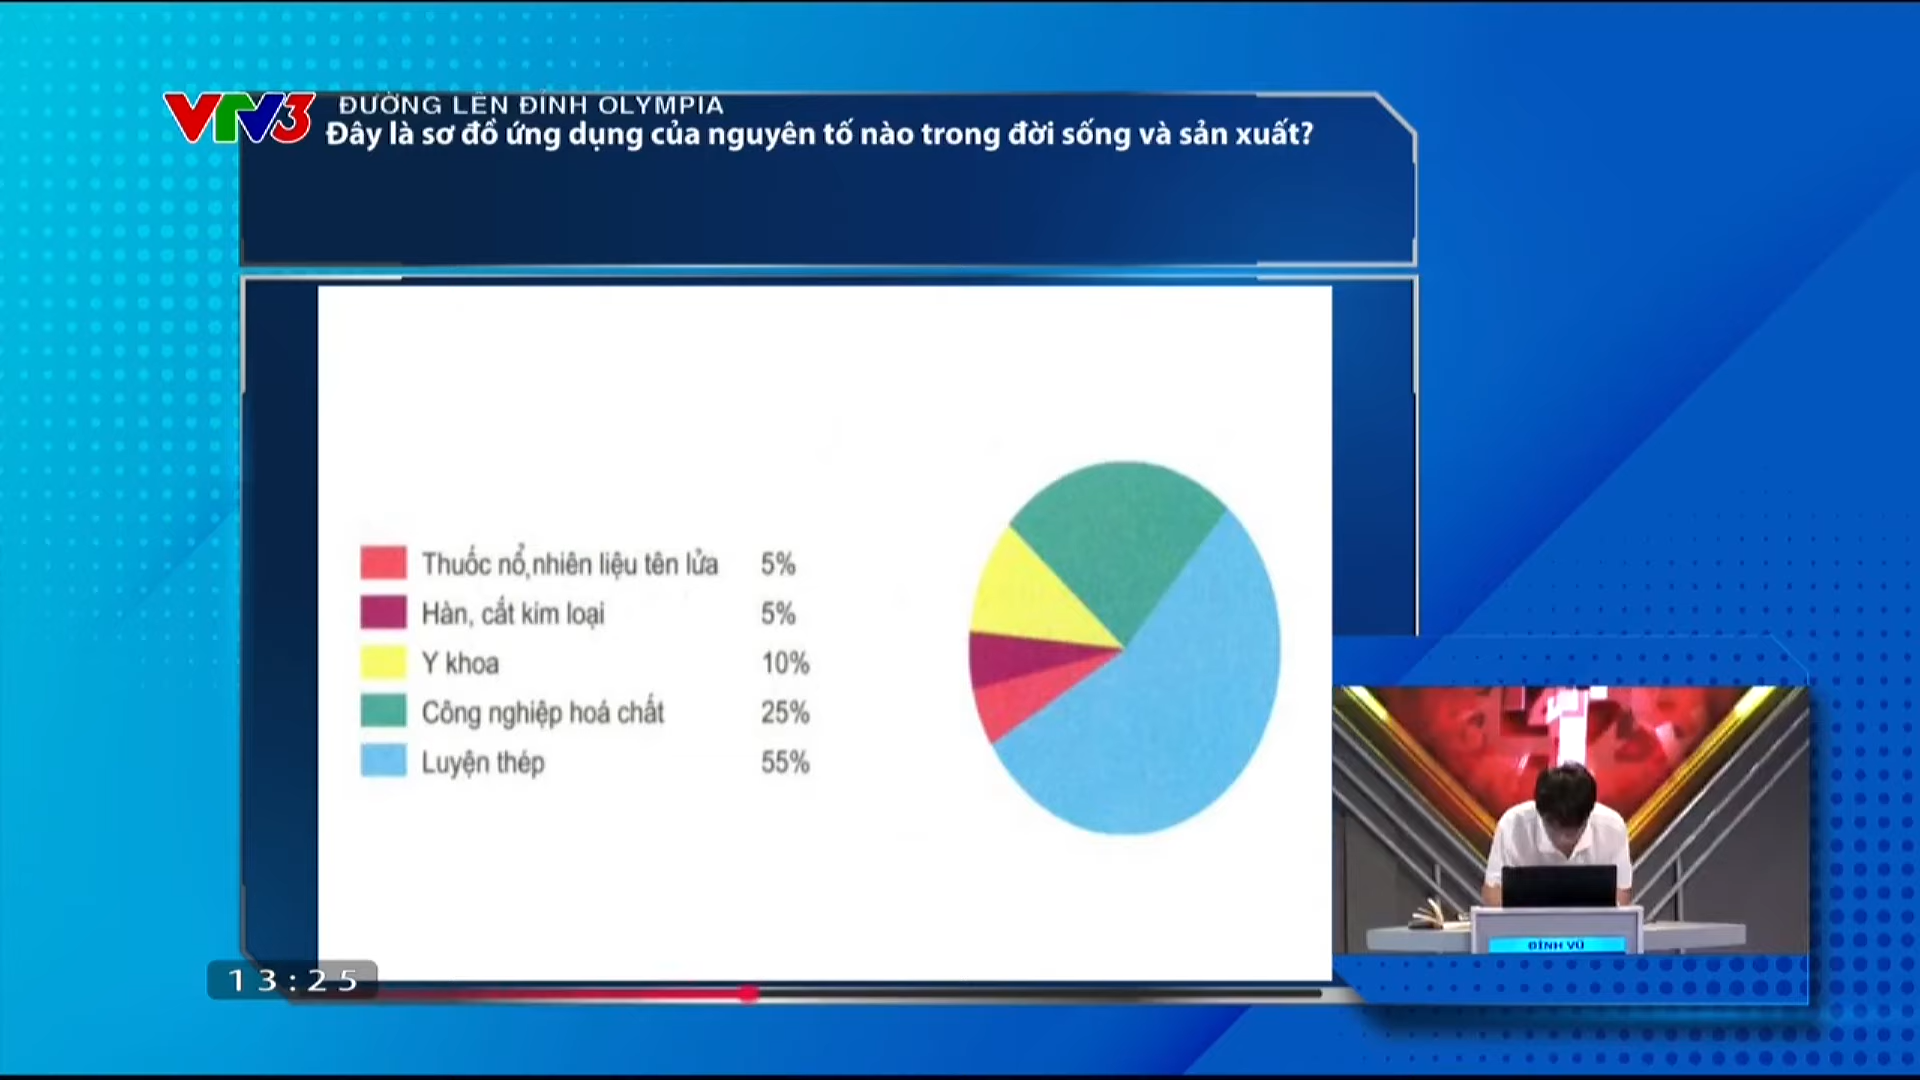 VTV3
ĐƯỜNG LÊN ĐỈNH OLYMPIA
Đây là sơ đồ ứng dụng của nguyên tố nào trong đời sống và sản xuất?
Thuốc nổ,nhiên liệu tên lửa 5%
Hàn, cắt kim loại 5%
Y khoa 10%
Công nghiệp hoá chất 25%
Luyện thép 55%
ĐÌNH VŨ
13:25